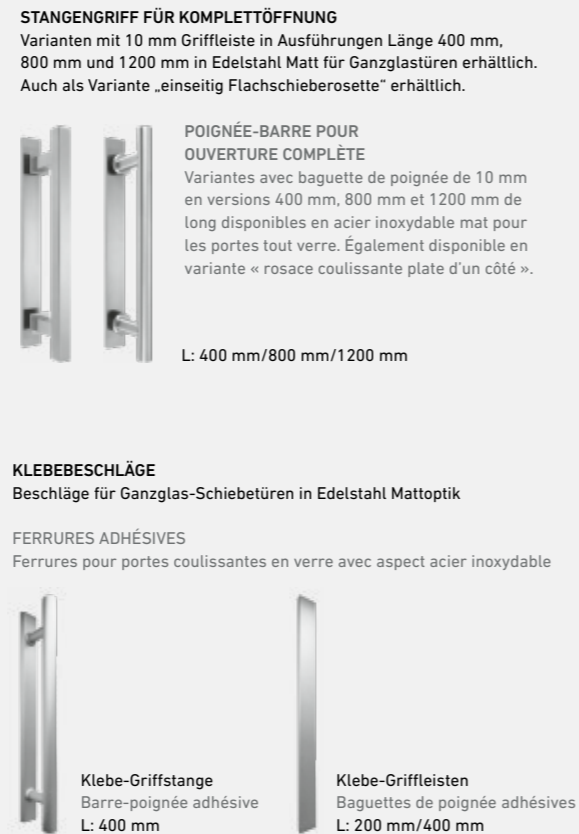 STANGENGRIFF FÜR KOMPLETTÖFFNUNG
Varianten mit 10 mm Griffleiste in Ausführungen Länge 400 mm,
800 mm und 1200 mm in Edelstahl Matt für Ganzglastüren erhältlich.
Auch als Variante „einseitig Flachschieberosette“ erhältlich.
POIGNÉE-BARRE POUR
OUVERTURE COMPLÈTE
Variantes avec baguette de poignée de 10 mm
en versions 400 mm, 800 mm et 1200 mm de
long disponibles en acier inoxydable mat pour
les portes tout verre. Également disponible en
variante « rosace coulissante plate d’un côté ».
L: 400 mm/800 mm/1200 mm
KLEBEBESCHLÄGE
Beschläge für Ganzglas-Schiebetüren in Edelstahl Mattoptik
FERRURES ADHÉSIVES
Ferrures pour portes coulissantes en verre avec aspect acier inoxydable
Klebe-Griffstange
Barre-poignée adhésive
L: 400 mm
Klebe-Griffleisten
Baguettes de poignée adhésives
L: 200 mm/400 mm